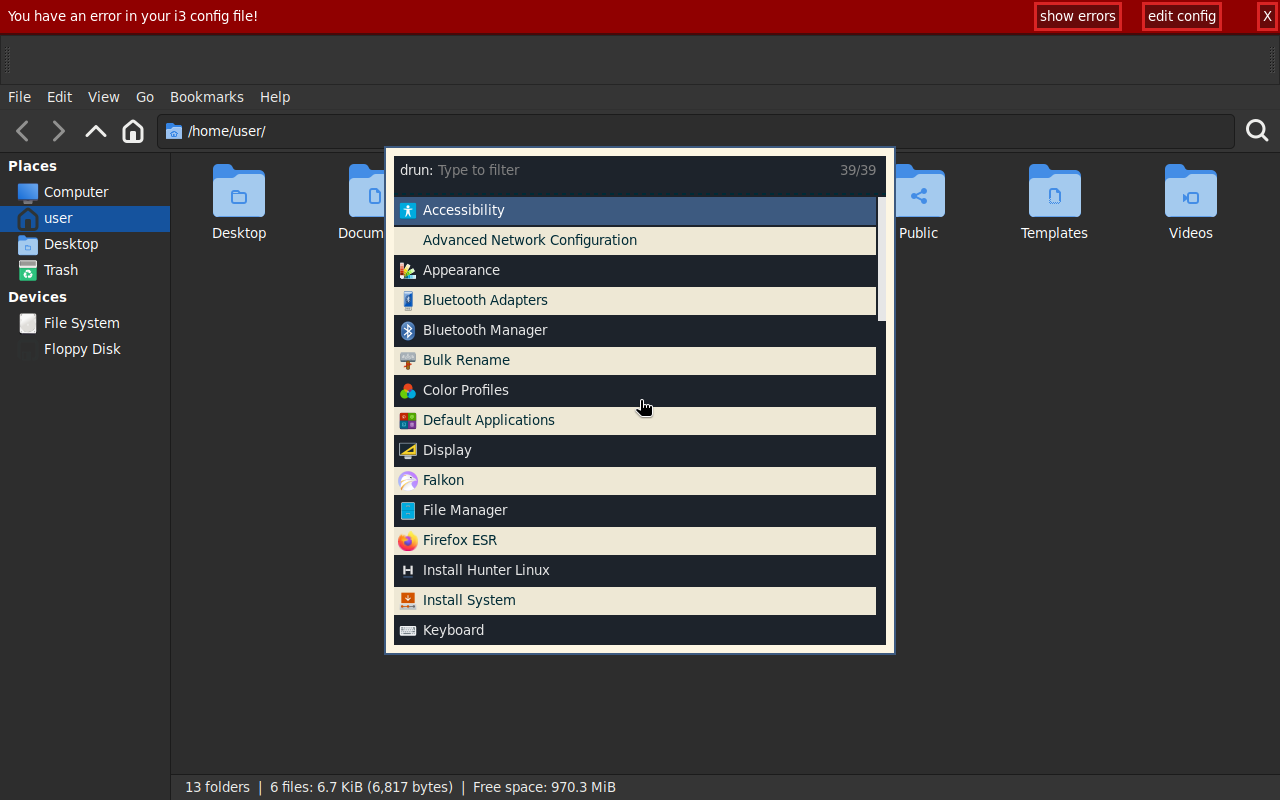 You have an error in your i3 config file!
show errors
edit config
X
File Edit View Go Bookmarks Help
/home/user/
Places
Computer
user
Desktop
Trash
Devices
File System
Floppy Disk
Desktop
Docum
Public
Templates
Videos
drun: Type to filter
39/39
Accessibility
Advanced Network Configuration
Appearance
Bluetooth Adapters
Bluetooth Manager
Bulk Rename
Color Profiles
Default Applications
Display
Falkon
File Manager
Firefox ESR
Install Hunter Linux
Install System
Keyboard
13 folders | 6 files: 6.7 KiB (6,817 bytes) | Free space: 970.3 MiB